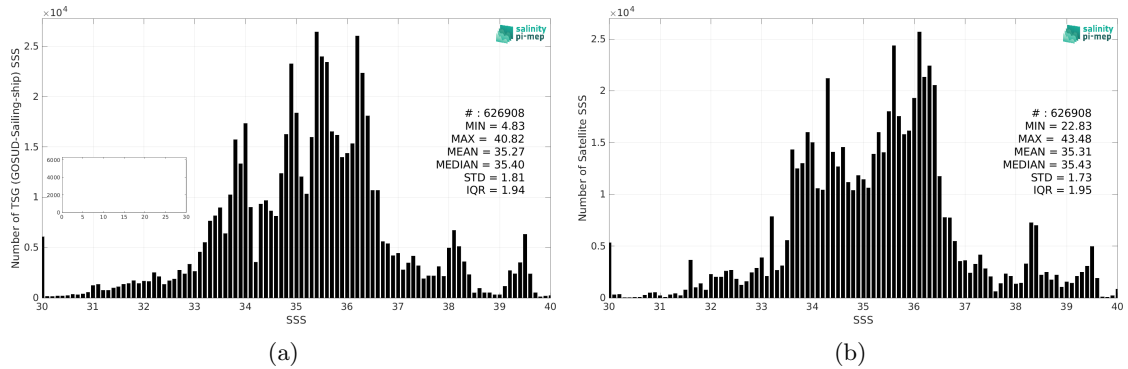 ×10⁴
2.5
2
1.5
1
0.5
0
Number of TSG (GOSUD-Sailing-ship) SSS
salinity
pi-mep
# : 626908
MIN = 4.83
MAX = 40.82
MEAN = 35.27
MEDIAN = 35.40
STD = 1.81
IQR = 1.94
6000
4000
2000
0
0 5 10 15 20 25 30
30 31 32 33 34 35 36 37 38 39 40
SSS
(a)
×10⁴
2.5
2
1.5
1
0.5
0
Number of Satellite SSS
salinity
pi-mep
# : 626908
MIN = 22.83
MAX = 43.48
MEAN = 35.31
MEDIAN = 35.43
STD = 1.73
IQR = 1.95
30 31 32 33 34 35 36 37 38 39 40
SSS
(b)